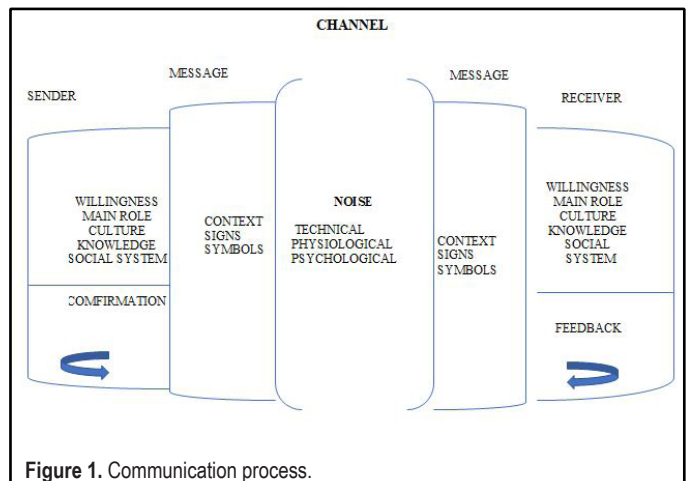 CHANNEL
MESSAGE
MESSAGE
SENDER
RECEIVER
WILLINGNESS
MAIN ROLE
CULTURE
KNOWLEDGE
SOCIAL SYSTEM
COMFIRMATION
CONTEXT
SIGNS
SYMBOLS
NOISE
TECHNICAL
PHYSIOLOGICAL
PSYCHOLOGICAL
CONTEXT
SIGNS
SYMBOLS
WILLINGNESS
MAIN ROLE
CULTURE
KNOWLEDGE
SOCIAL
SYSTEM
FEEDBACK
Figure 1. Communication process.